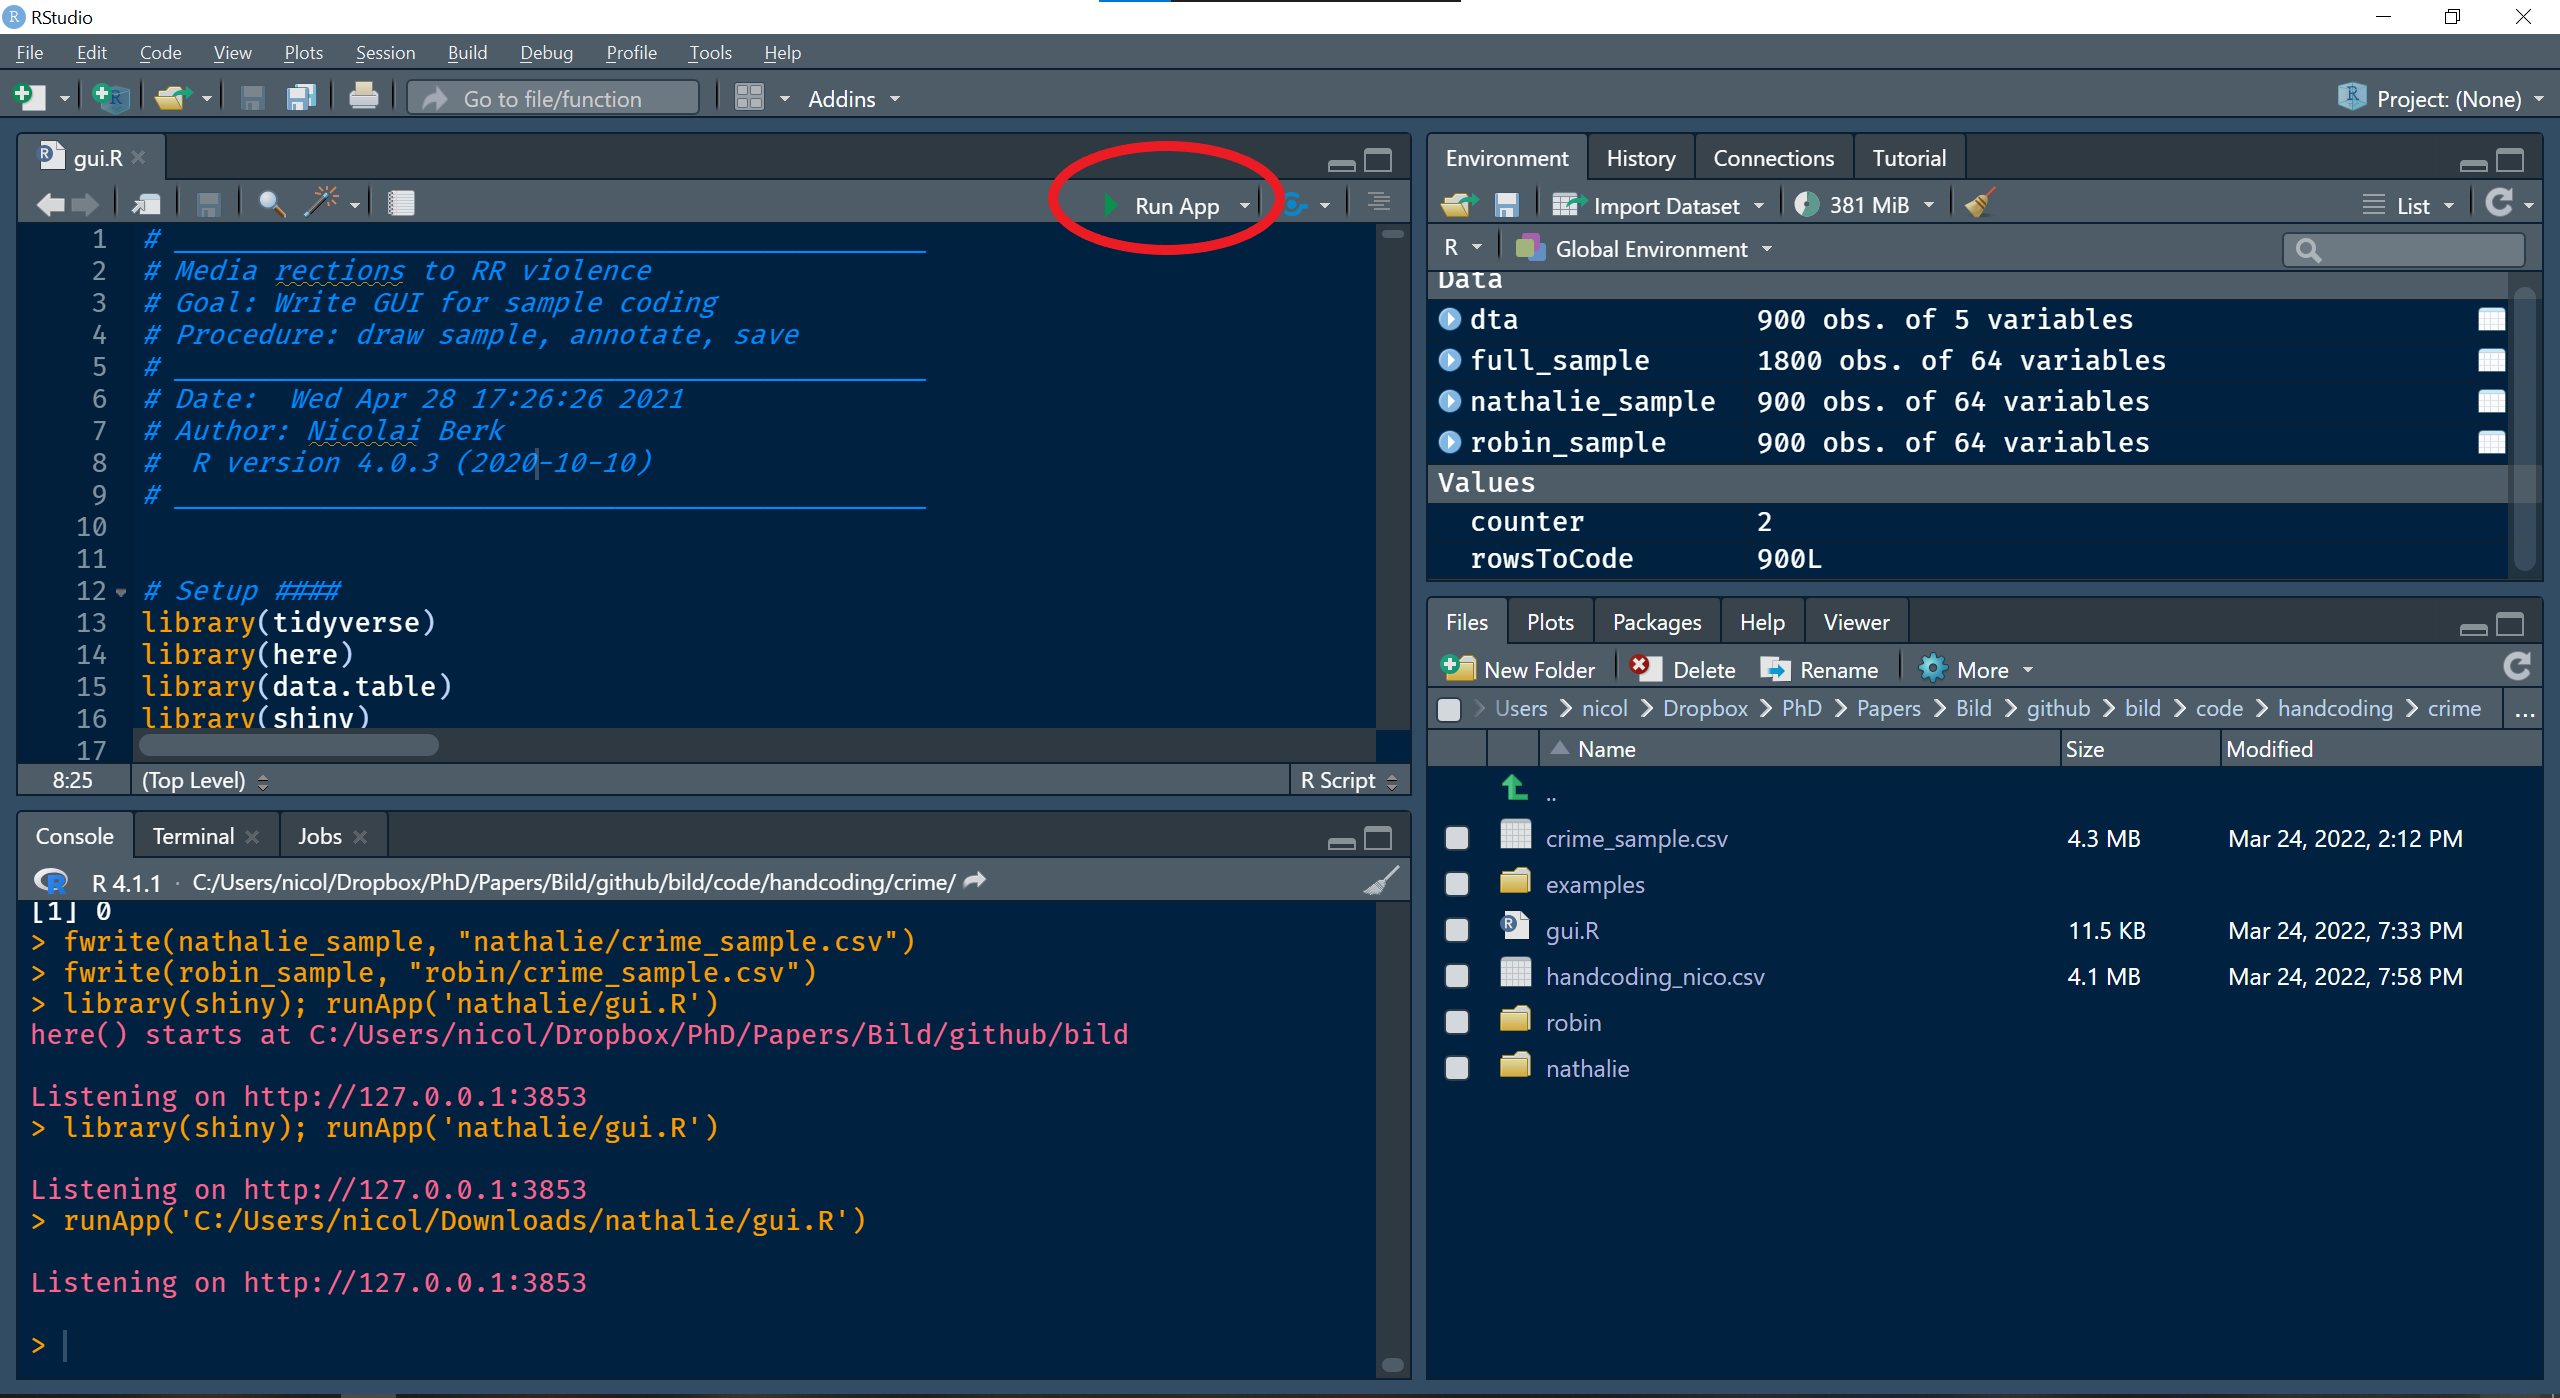 RStudio
File Edit Code View Plots Session Build Debug Profile Tools Help
Go to file/function Addins Project: (None)
gui.R
Run App
1 # ______________________________________________
2 # Media rections to RR violence
3 # Goal: Write GUI for sample coding
4 # Procedure: draw sample, annotate, save
5 # ______________________________________________
6 # Date:  Wed Apr 28 17:26:26 2021
7 # Author: Nicolai Berk
8 #  R version 4.0.3 (2020-10-10)
9 # ______________________________________________
10
11
12 # Setup ####
13 library(tidyverse)
14 library(here)
15 library(data.table)
16 library(shiny)
17
8:25 (Top Level) R Script
Console Terminal Jobs
R 4.1.1 · C:/Users/nicol/Dropbox/PhD/Papers/Bild/github/bild/code/handcoding/crime/
[1] 0
> fwrite(nathalie_sample, "nathalie/crime_sample.csv")
> fwrite(robin_sample, "robin/crime_sample.csv")
> library(shiny); runApp('nathalie/gui.R')
here() starts at C:/Users/nicol/Dropbox/PhD/Papers/Bild/github/bild
Listening on http://127.0.0.1:3853
> library(shiny); runApp('nathalie/gui.R')
Listening on http://127.0.0.1:3853
> runApp('C:/Users/nicol/Downloads/nathalie/gui.R')
Listening on http://127.0.0.1:3853
>
Environment History Connections Tutorial
Import Dataset 381 MiB List
R Global Environment
Data
dta 900 obs. of 5 variables
full_sample 1800 obs. of 64 variables
nathalie_sample 900 obs. of 64 variables
robin_sample 900 obs. of 64 variables
Values
counter 2
rowsToCode 900L
Files Plots Packages Help Viewer
New Folder Delete Rename More
Users > nicol > Dropbox > PhD > Papers > Bild > github > bild > code > handcoding > crime ...
Name Size Modified
..
crime_sample.csv 4.3 MB Mar 24, 2022, 2:12 PM
examples
gui.R 11.5 KB Mar 24, 2022, 7:33 PM
handcoding_nico.csv 4.1 MB Mar 24, 2022, 7:58 PM
robin
nathalie